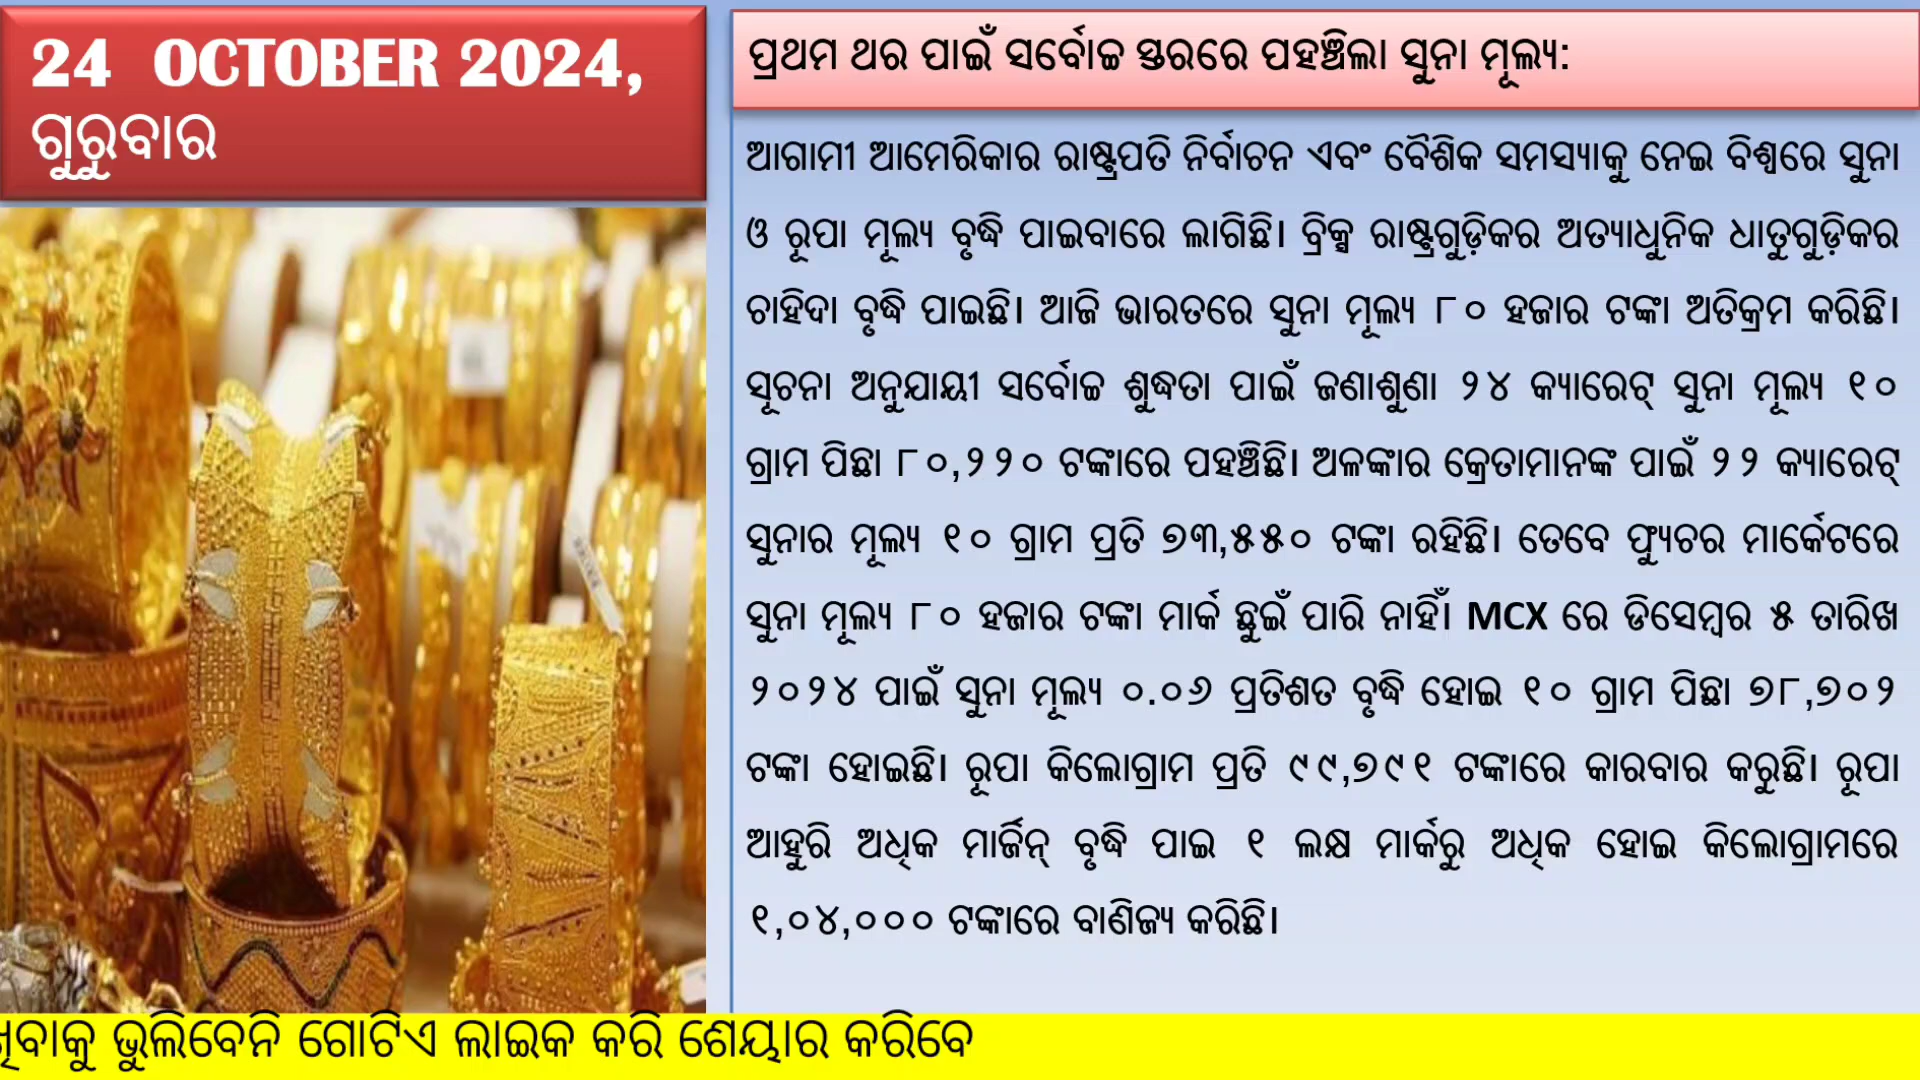 24 OCTOBER 2024,
ଗୁରୁବାର
ପ୍ରଥମ ଥର ପାଇଁ ସର୍ବୋଚ୍ଚ ସ୍ତରରେ ପହଞ୍ଚିଲା ସୁନା ମୂଲ୍ୟ:
ଆଗାମୀ ଆମେରିକାର ରାଷ୍ଟ୍ରପତି ନିର୍ବାଚନ ଏବଂ ବୈଶିକ ସମସ୍ୟାକୁ ନେଇ ବିଶ୍ୱରେ ସୁନା
ଓ ରୂପା ମୂଲ୍ୟ ବୃଦ୍ଧି ପାଇବାରେ ଲାଗିଛି। ବ୍ରିକ୍ସ ରାଷ୍ଟ୍ରଗୁଡ଼ିକର ଅତ୍ୟାଧୁନିକ ଧାତୁଗୁଡ଼ିକର
ଚାହିଦା ବୃଦ୍ଧି ପାଇଛି। ଆଜି ଭାରତରେ ସୁନା ମୂଲ୍ୟ ୮୦ ହଜାର ଟଙ୍କା ଅତିକ୍ରମ କରିଛି।
ସୂଚନା ଅନୁଯାୟୀ ସର୍ବୋଚ୍ଚ ଶୁଦ୍ଧତା ପାଇଁ ଜଣାଶୁଣା ୨୪ କ୍ୟାରେଟ୍ ସୁନା ମୂଲ୍ୟ ୧୦
ଗ୍ରାମ ପିଛା ୮୦,୨୨୦ ଟଙ୍କାରେ ପହଞ୍ଚିଛି। ଅଳଙ୍କାର କ୍ରେତାମାନଙ୍କ ପାଇଁ ୨୨ କ୍ୟାରେଟ୍
ସୁନାର ମୂଲ୍ୟ ୧୦ ଗ୍ରାମ ପ୍ରତି ୭୩,୫୫୦ ଟଙ୍କା ରହିଛି। ତେବେ ଫ୍ୟୁଚର ମାର୍କେଟରେ
ସୁନା ମୂଲ୍ୟ ୮୦ ହଜାର ଟଙ୍କା ମାର୍କ ଛୁଇଁ ପାରି ନାହିଁ। MCX ରେ ଡିସେମ୍ବର ୫ ତାରିଖ
୨୦୨୪ ପାଇଁ ସୁନା ମୂଲ୍ୟ ୦.୦୬ ପ୍ରତିଶତ ବୃଦ୍ଧି ହୋଇ ୧୦ ଗ୍ରାମ ପିଛା ୭୮,୭୦୨
ଟଙ୍କା ହୋଇଛି। ରୂପା କିଲୋଗ୍ରାମ ପ୍ରତି ୯୯,୭୯୧ ଟଙ୍କାରେ କାରବାର କରୁଛି। ରୂପା
ଆହୁରି ଅଧିକ ମାର୍ଜିନ୍ ବୃଦ୍ଧି ପାଇ ୧ ଲକ୍ଷ ମାର୍କରୁ ଅଧିକ ହୋଇ କିଲୋଗ୍ରାମରେ
୧,୦୪,୦୦୦ ଟଙ୍କାରେ ବାଣିଜ୍ୟ କରିଛି।
ଭୁଲିବେନି ଗୋଟିଏ ଲାଇକ କରି ଶେୟାର କରିବେ